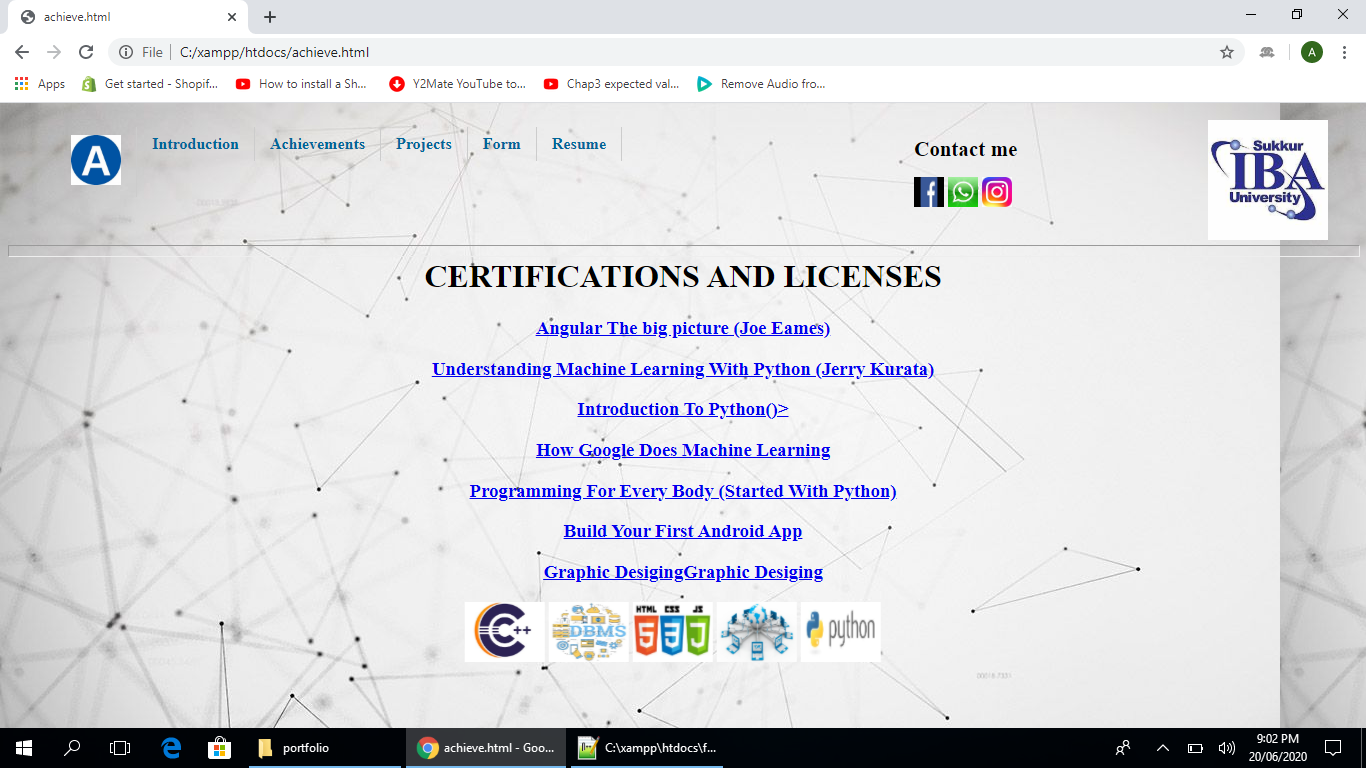 achieve.html
File
C:/xampp/htdocs/achieve.html
A
Apps
Get started - Shopif...
How to install a Sh...
Y2Mate YouTube to...
Chap3 expected val...
Remove Audio fro...
A
Introduction
Achievements
Projects
Form
Resume
Contact me
Sukkur
IBA
University
CERTIFICATIONS AND LICENSES
Angular The big picture (Joe Eames)
Understanding Machine Learning With Python (Jerry Kurata)
Introduction To Python()>
How Google Does Machine Learning
Programming For Every Body (Started With Python)
Build Your First Android App
Graphic DesigingGraphic Desiging
C++
DBMS
HTML CSS JS
5 3 J
python
00018.7331
portfolio
achieve.html - Goo...
C:\xampp\htdocs\f...
9:02 PM
20/06/2020